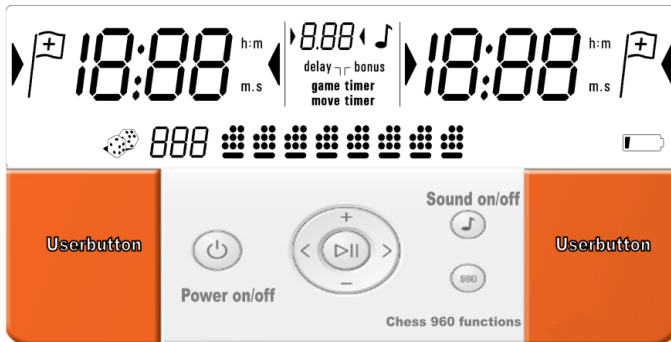 18:88 h:m m.s
8.88
delay bonus
game timer
move timer
18:88 h:m m.s
888
Userbutton
Power on/off
+
< >
−
Sound on/off
960
Chess 960 functions
Userbutton